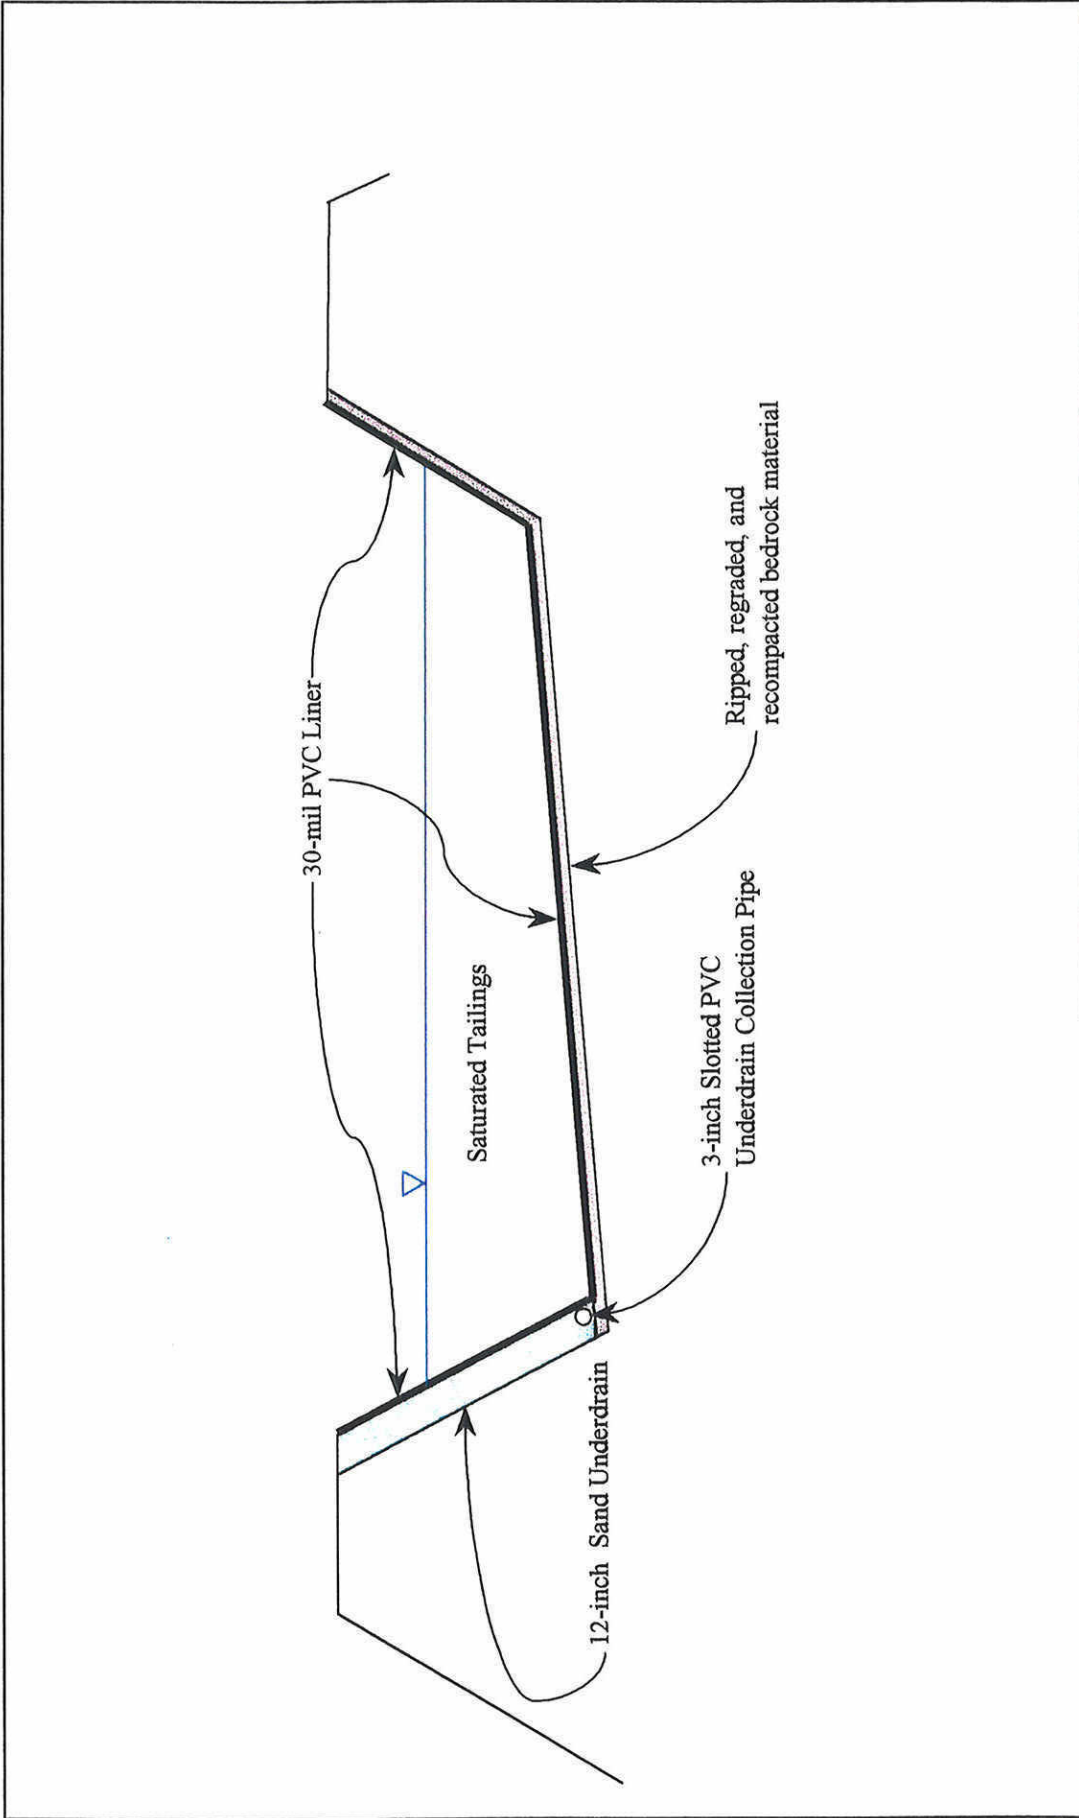 30-mil PVC Liner
Saturated Tailings
12-inch Sand Underdrain
3-inch Slotted PVC
Underdrain Collection Pipe
Ripped, regraded, and
recompacted bedrock material